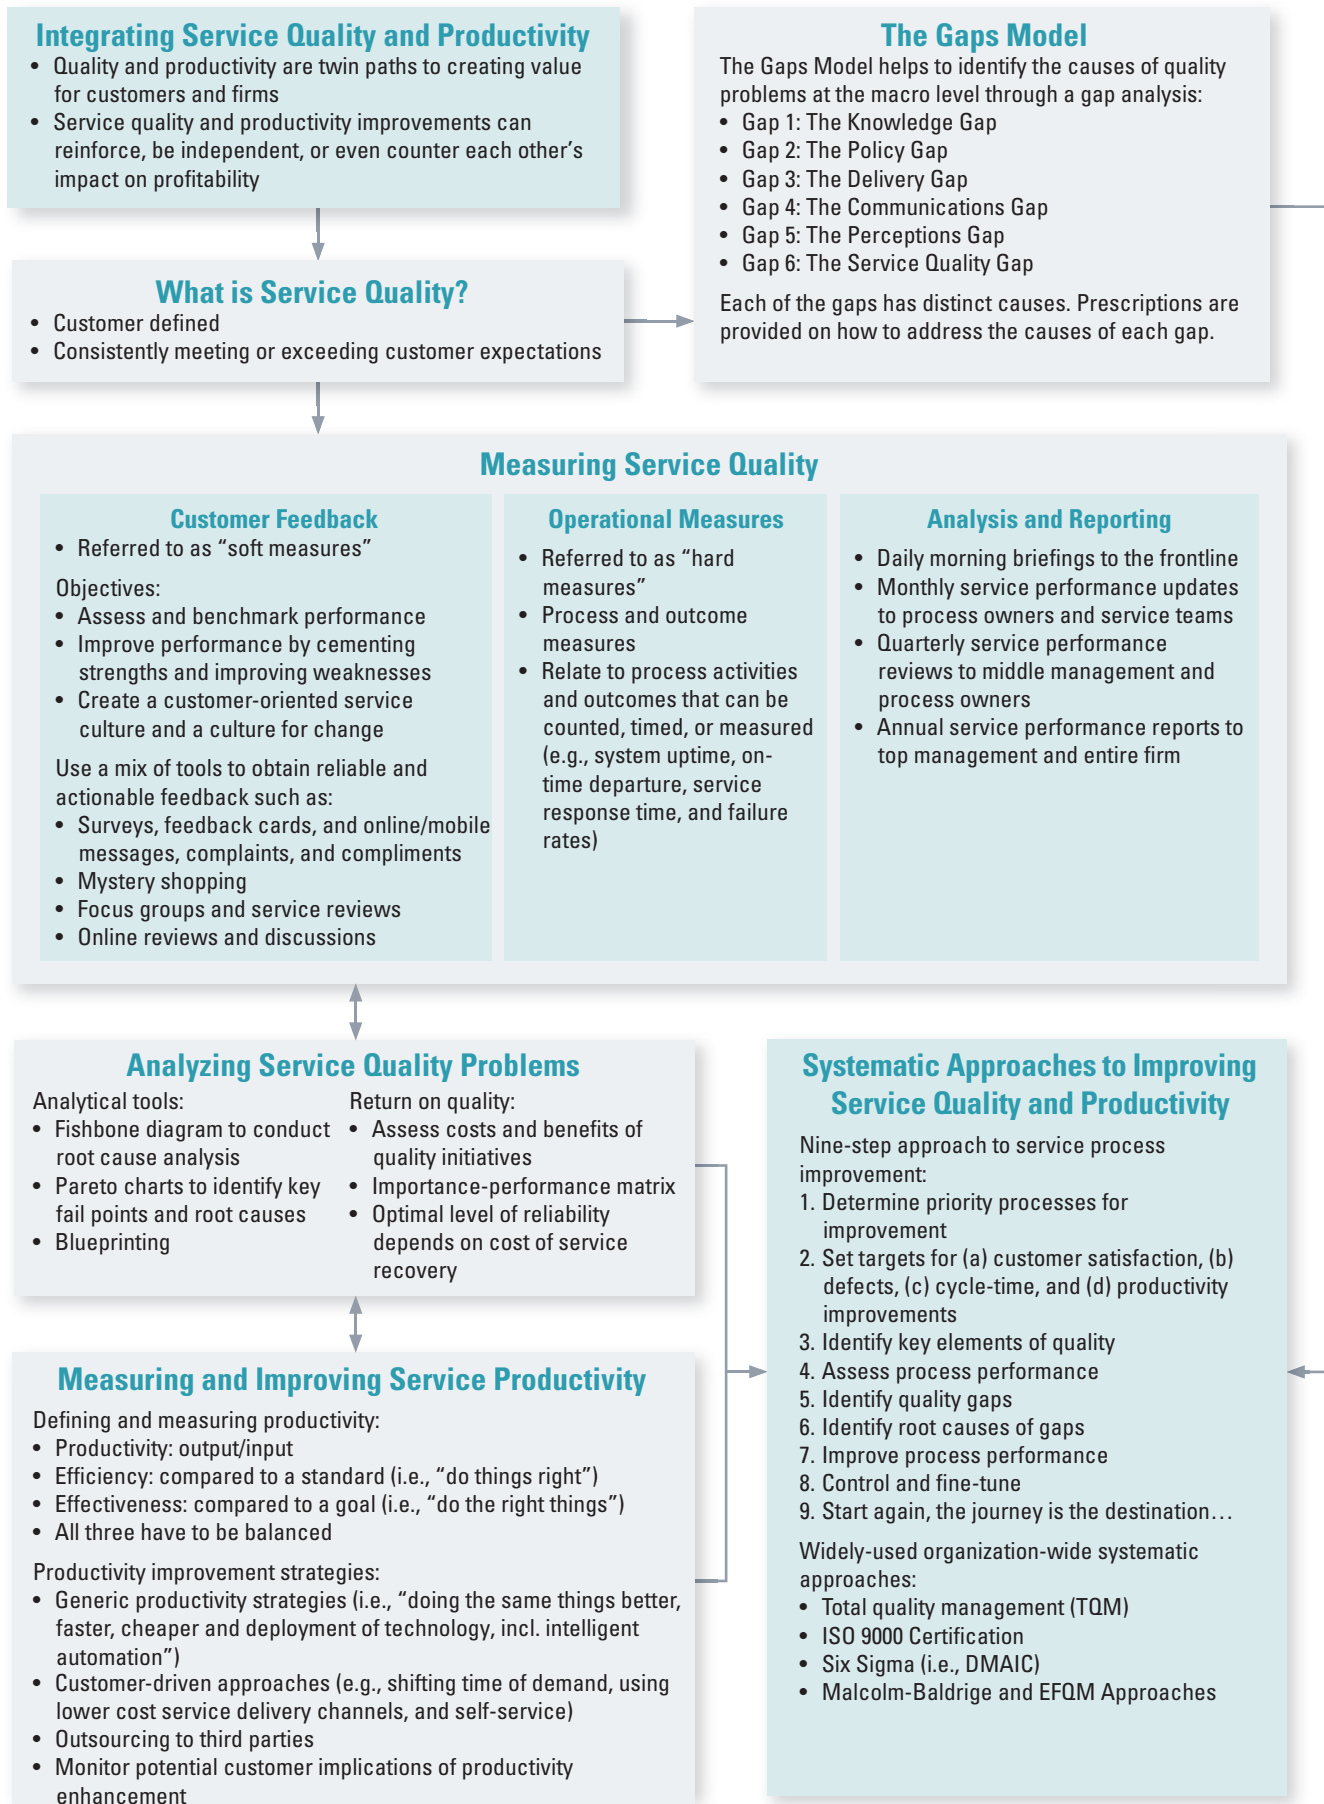 Integrating Service Quality and Productivity
• Quality and productivity are twin paths to creating value
for customers and firms
• Service quality and productivity improvements can
reinforce, be independent, or even counter each other’s
impact on profitability
The Gaps Model
The Gaps Model helps to identify the causes of quality
problems at the macro level through a gap analysis:
• Gap 1: The Knowledge Gap
• Gap 2: The Policy Gap
• Gap 3: The Delivery Gap
• Gap 4: The Communications Gap
• Gap 5: The Perceptions Gap
• Gap 6: The Service Quality Gap
Each of the gaps has distinct causes. Prescriptions are
provided on how to address the causes of each gap.
What is Service Quality?
• Customer defined
• Consistently meeting or exceeding customer expectations
Measuring Service Quality
Customer Feedback
• Referred to as “soft measures”
Objectives:
• Assess and benchmark performance
• Improve performance by cementing
strengths and improving weaknesses
• Create a customer-oriented service
culture and a culture for change
Use a mix of tools to obtain reliable and
actionable feedback such as:
• Surveys, feedback cards, and online/mobile
messages, complaints, and compliments
• Mystery shopping
• Focus groups and service reviews
• Online reviews and discussions
Operational Measures
• Referred to as “hard
measures”
• Process and outcome
measures
• Relate to process activities
and outcomes that can be
counted, timed, or measured
(e.g., system uptime, on-
time departure, service
response time, and failure
rates)
Analysis and Reporting
• Daily morning briefings to the frontline
• Monthly service performance updates
to process owners and service teams
• Quarterly service performance
reviews to middle management and
process owners
• Annual service performance reports to
top management and entire firm
Analyzing Service Quality Problems
Analytical tools:
• Fishbone diagram to conduct
root cause analysis
• Pareto charts to identify key
fail points and root causes
• Blueprinting
Return on quality:
• Assess costs and benefits of
quality initiatives
• Importance-performance matrix
• Optimal level of reliability
depends on cost of service
recovery
Measuring and Improving Service Productivity
Defining and measuring productivity:
• Productivity: output/input
• Efficiency: compared to a standard (i.e., “do things right”)
• Effectiveness: compared to a goal (i.e., “do the right things”)
• All three have to be balanced
Productivity improvement strategies:
• Generic productivity strategies (i.e., “doing the same things better,
faster, cheaper and deployment of technology, incl. intelligent
automation”)
• Customer-driven approaches (e.g., shifting time of demand, using
lower cost service delivery channels, and self-service)
• Outsourcing to third parties
• Monitor potential customer implications of productivity
enhancement
Systematic Approaches to Improving
Service Quality and Productivity
Nine-step approach to service process
improvement:
1. Determine priority processes for
improvement
2. Set targets for (a) customer satisfaction, (b)
defects, (c) cycle-time, and (d) productivity
improvements
3. Identify key elements of quality
4. Assess process performance
5. Identify quality gaps
6. Identify root causes of gaps
7. Improve process performance
8. Control and fine-tune
9. Start again, the journey is the destination…
Widely-used organization-wide systematic
approaches:
• Total quality management (TQM)
• ISO 9000 Certification
• Six Sigma (i.e., DMAIC)
• Malcolm-Baldrige and EFQM Approaches